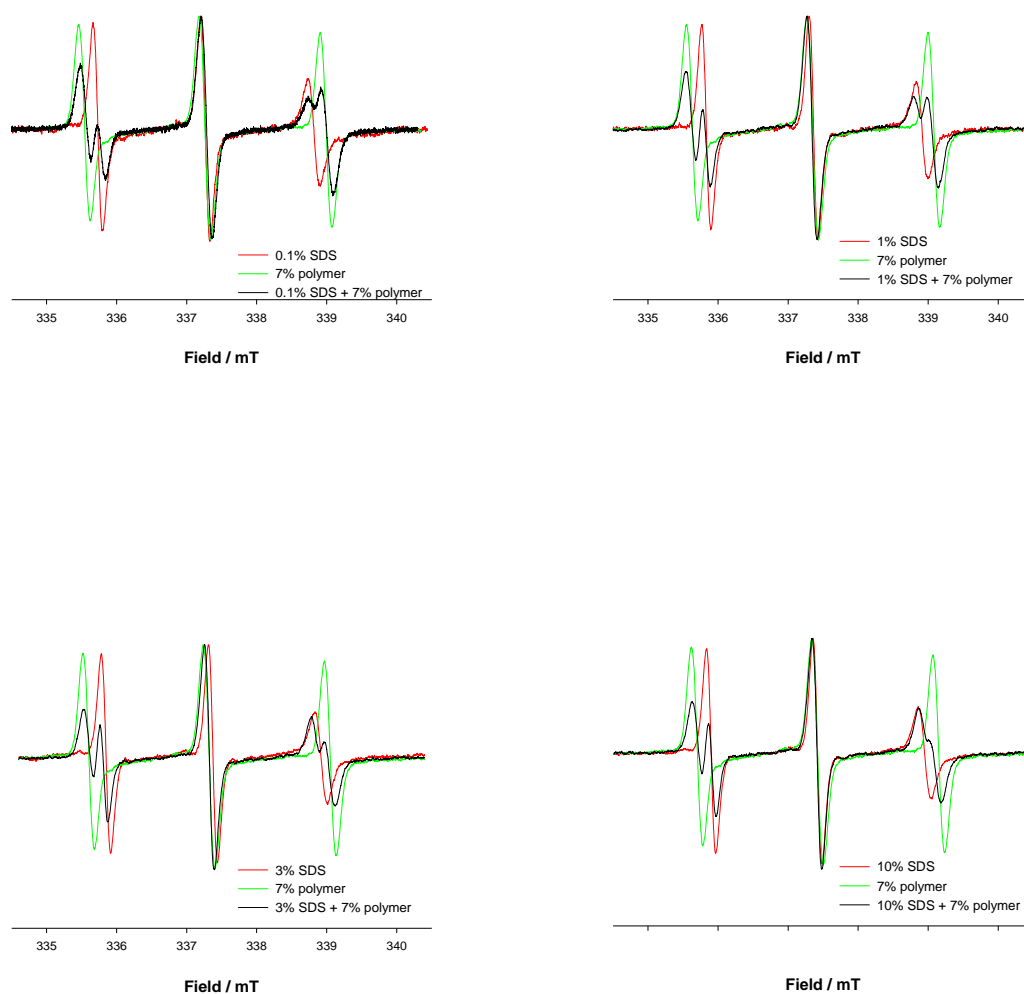 0.1% SDS
7% polymer
0.1% SDS + 7% polymer
335 336 337 338 339 340
Field / mT
1% SDS
7% polymer
1% SDS + 7% polymer
335 336 337 338 339 340
Field / mT
3% SDS
7% polymer
3% SDS + 7% polymer
335 336 337 338 339 340
Field / mT
10% SDS
7% polymer
10% SDS + 7% polymer
Field / mT